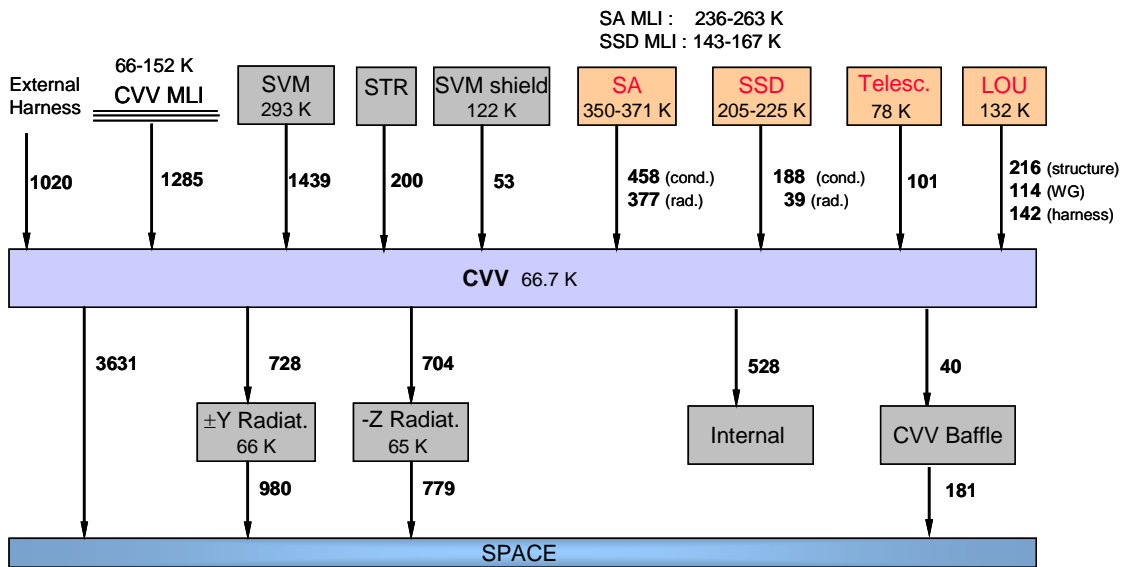 SA MLI : 236-263 K
SSD MLI : 143-167 K
External
Harness
66-152 K
CVV MLI
SVM
293 K
STR
SVM shield
122 K
SA
350-371 K
SSD
205-225 K
Telesc.
78 K
LOU
132 K
1020
1285
1439
200
53
458 (cond.)
377 (rad.)
188 (cond.)
39 (rad.)
101
216 (structure)
114 (WG)
142 (harness)
CVV 66.7 K
3631
728
704
528
40
±Y Radiat.
66 K
-Z Radiat.
65 K
Internal
CVV Baffle
980
779
181
SPACE